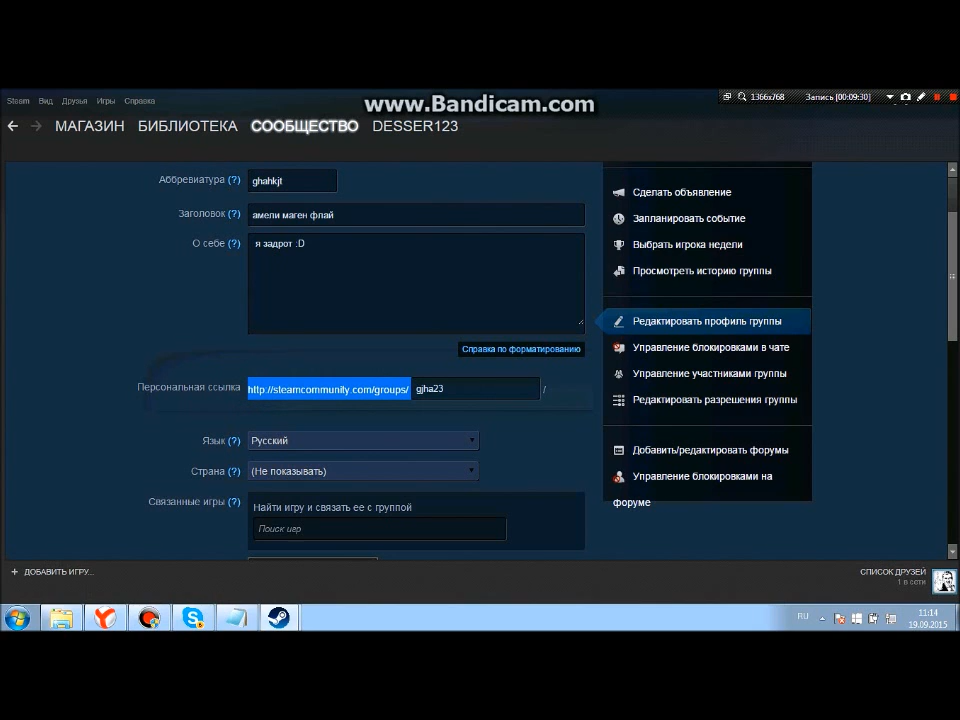 www.Bandicam.com
Steam Вид Друзья Игры Справка
1366x768 Запись [00:09:30]
МАГАЗИН БИБЛИОТЕКА СООБЩЕСТВО DESSER123
Аббревиатура (?) ghahkjt
Заголовок (?) амели маген флай
О себе (?) я задрот :D
Справка по форматированию
Персональная ссылка http://steamcommunity.com/groups/ gjha23 /
Язык (?) Русский
Страна (?) (Не показывать)
Связанные игры (?) Найти игру и связать ее с группой
Поиск игр
Сделать объявление
Запланировать событие
Выбрать игрока недели
Просмотреть историю группы
Редактировать профиль группы
Управление блокировками в чате
Управление участниками группы
Редактировать разрешения группы
Добавить/редактировать форумы
Управление блокировками на
форуме
+ ДОБАВИТЬ ИГРУ...
СПИСОК ДРУЗЕЙ
1 в сети
RU
11:14
19.09.2015